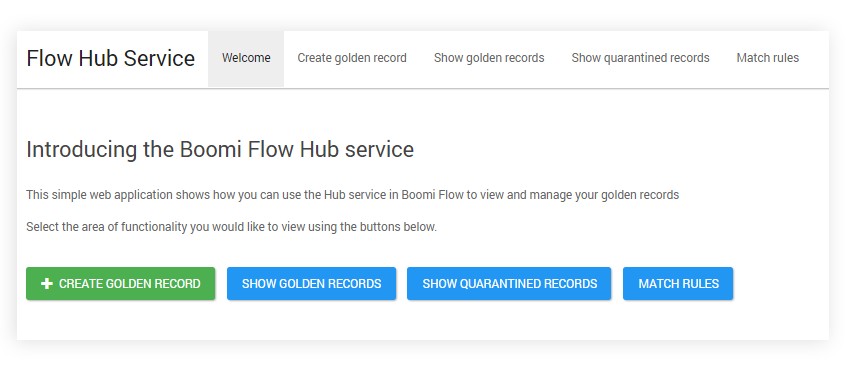 Flow Hub Service Welcome Create golden record Show golden records Show quarantined records Match rules
Introducing the Boomi Flow Hub service
This simple web application shows how you can use the Hub service in Boomi Flow to view and manage your golden records
Select the area of functionality you would like to view using the buttons below.
CREATE GOLDEN RECORD SHOW GOLDEN RECORDS SHOW QUARANTINED RECORDS MATCH RULES